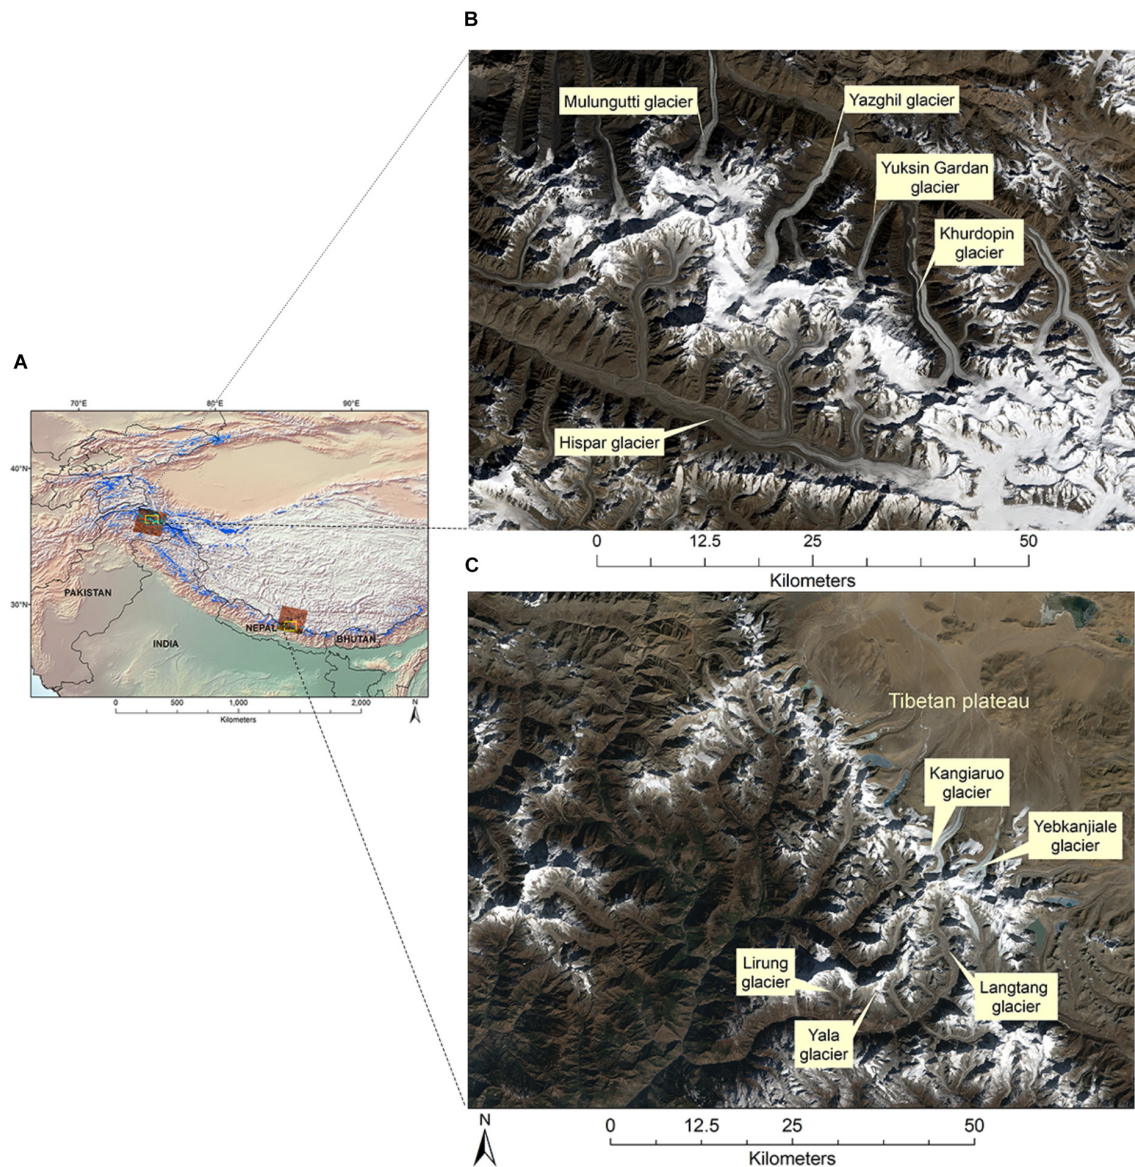 A
70°E
80°E
90°E
40°N
30°N
PAKISTAN
INDIA
NEPAL
BHUTAN
N
0
500
1,000
2,000
Kilometers
B
Mulungutti glacier
Yazghil glacier
Yuksin Gardan
glacier
Khurdopin
glacier
Hispar glacier
0
12.5
25
50
Kilometers
C
Tibetan plateau
Kangiaruo
glacier
Yebkanjiale
glacier
Lirung
glacier
Langtang
glacier
Yala
glacier
N
0
12.5
25
50
Kilometers